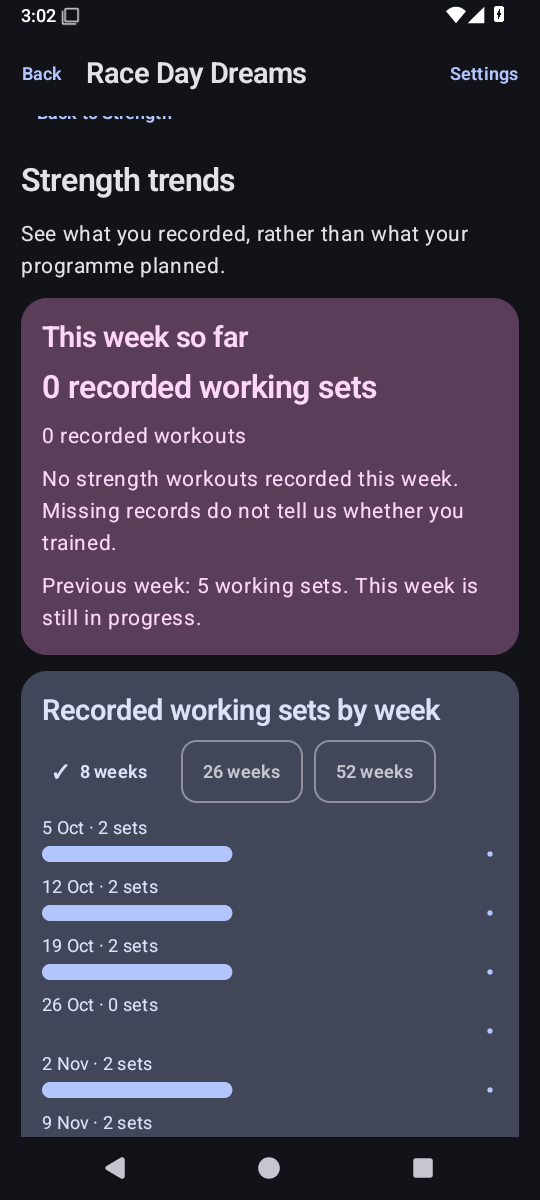 3:02
Back
Race Day Dreams
Settings
Back to Strength
Strength trends
See what you recorded, rather than what your
programme planned.
This week so far
0 recorded working sets
0 recorded workouts
No strength workouts recorded this week.
Missing records do not tell us whether you
trained.
Previous week: 5 working sets. This week is
still in progress.
Recorded working sets by week
✓ 8 weeks
26 weeks
52 weeks
5 Oct · 2 sets
12 Oct · 2 sets
19 Oct · 2 sets
26 Oct · 0 sets
2 Nov · 2 sets
9 Nov · 2 sets